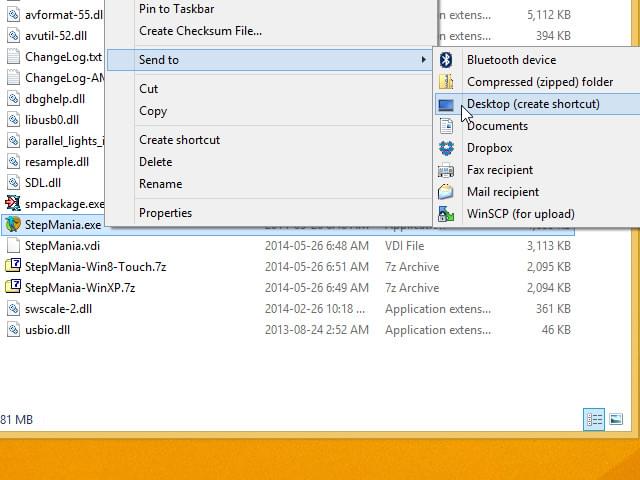 avformat-55.dl
Pin to Taskbar
on extens...
5,112 KB
avutil-52.dll
Create Checksum File...
on extens...
394 KB
ChangeLog.txt
Send to
Bluetooth device
ChangeLog-AM
Compressed (zipped) folder
dbghelp.dll
Cut
Desktop (create shortcut)
libusb0.dll
Copy
Documents
parallel_lights_i
Create shortcut
Dropbox
resample.dll
Delete
Fax recipient
SDL.dll
Rename
Mail recipient
smpackage.exe
Properties
WinSCP (for upload)
StepMania.exe
StepMania.vdi
2014-05-26 6:48 AM
VDI File
3,113 KB
StepMania-Win8-Touch.7z
2014-05-26 6:51 AM
7z Archive
2,095 KB
StepMania-WinXP.7z
2014-05-26 6:49 AM
7z Archive
2,094 KB
swscale-2.dll
2014-02-26 10:18 ...
Application extens...
361 KB
usbio.dll
2013-08-24 2:52 AM
Application extens...
46 KB
81 MB